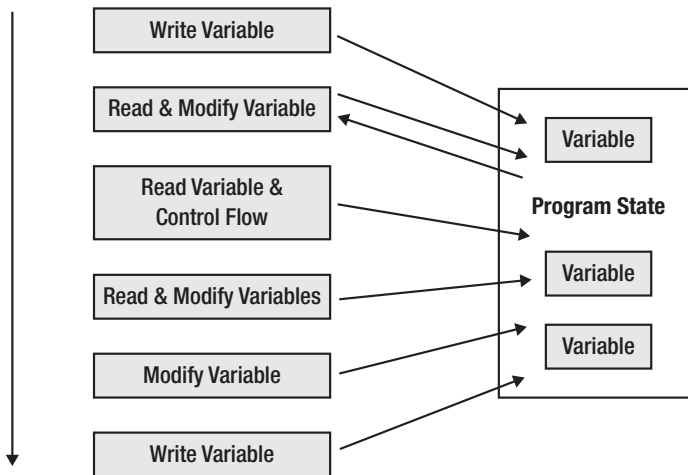 Write Variable
Read & Modify Variable
Variable
Read Variable &
Control Flow
Program State
Read & Modify Variables
Variable
Modify Variable
Variable
Write Variable